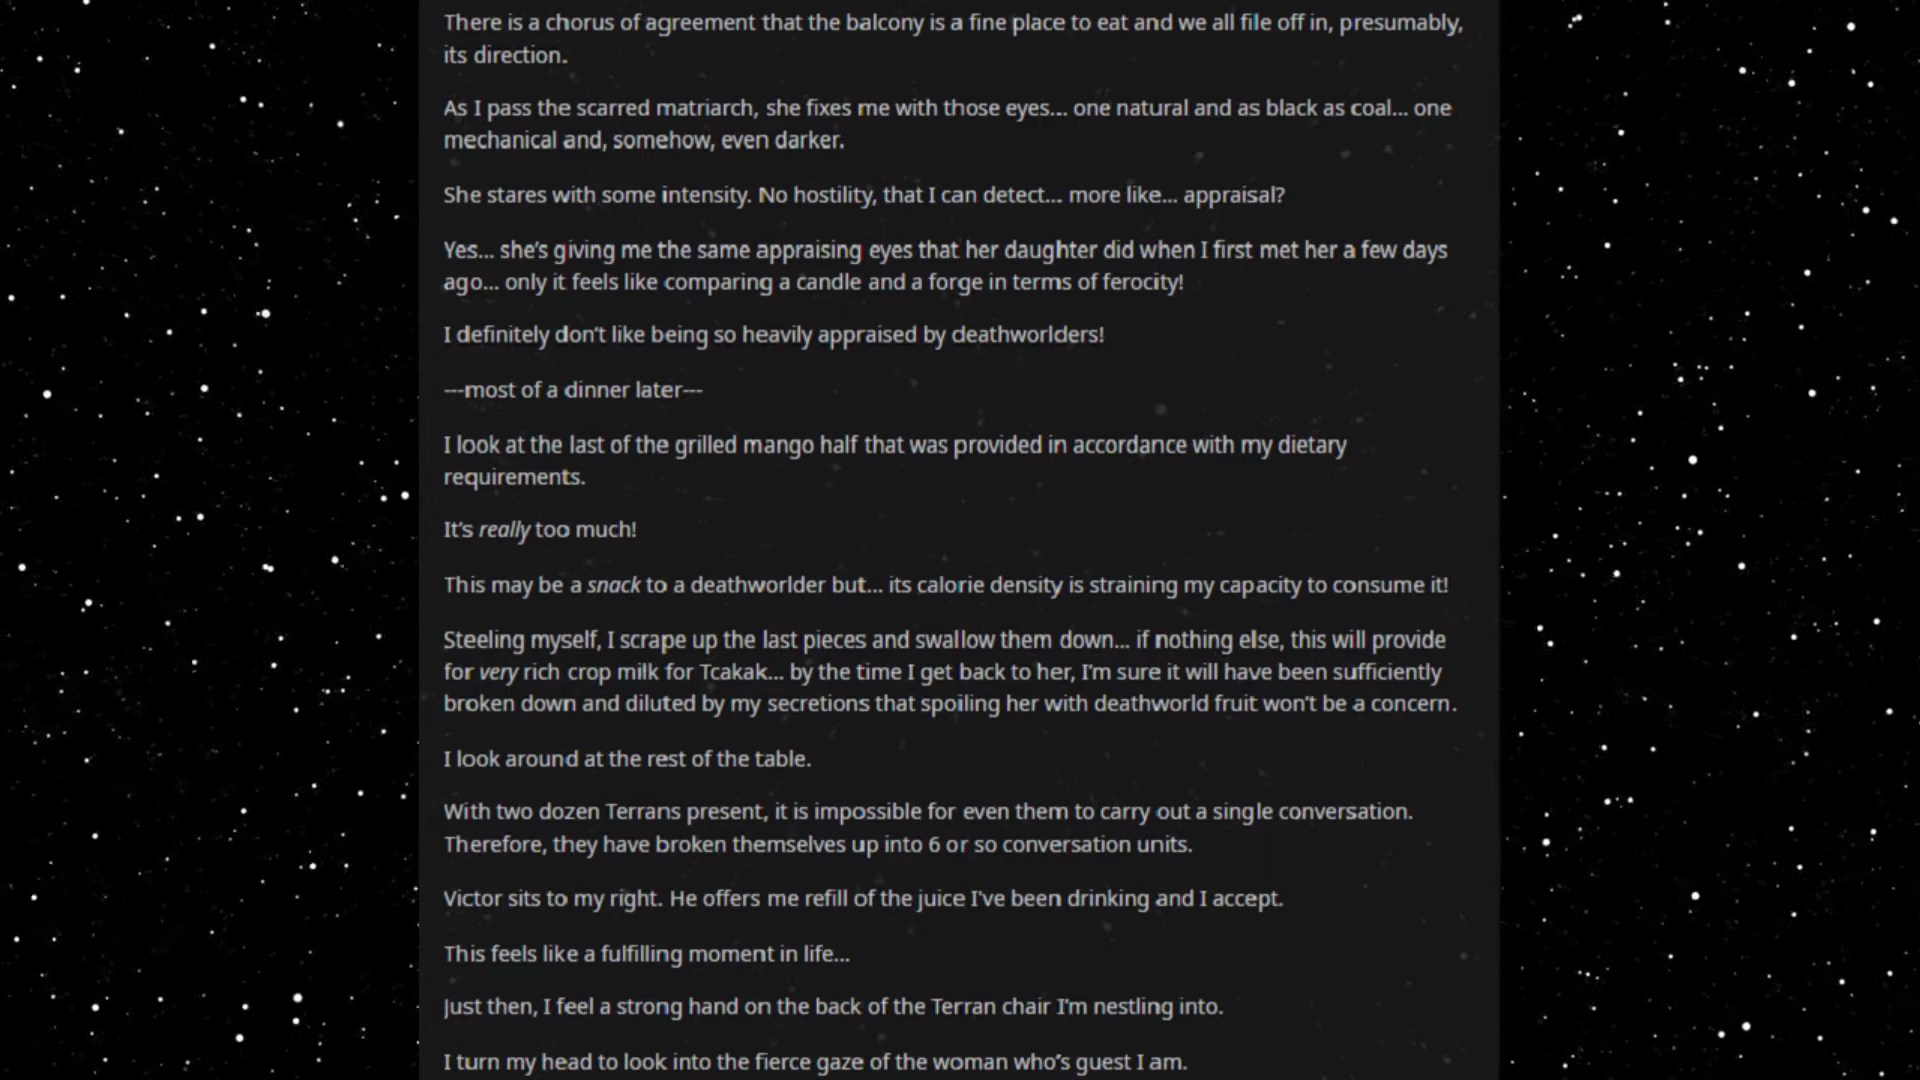 There is a chorus of agreement that the balcony is a fine place to eat and we all file off in, presumably,
its direction.
As I pass the scarred matriarch, she fixes me with those eyes... one natural and as black as coal... one
mechanical and, somehow, even darker.
She stares with some intensity. No hostility, that I can detect... more like... appraisal?
Yes... she’s giving me the same appraising eyes that her daughter did when I first met her a few days
ago... only it feels like comparing a candle and a forge in terms of ferocity!
I definitely don’t like being so heavily appraised by deathworlders!
---most of a dinner later---
I look at the last of the grilled mango half that was provided in accordance with my dietary
requirements.
It’s really too much!
This may be a snack to a deathworlder but... its calorie density is straining my capacity to consume it!
Steeling myself, I scrape up the last pieces and swallow them down... if nothing else, this will provide
for very rich crop milk for Tcakak... by the time I get back to her, I’m sure it will have been sufficiently
broken down and diluted by my secretions that spoiling her with deathworld fruit won’t be a concern.
I look around at the rest of the table.
With two dozen Terrans present, it is impossible for even them to carry out a single conversation.
Therefore, they have broken themselves up into 6 or so conversation units.
Victor sits to my right. He offers me refill of the juice I've been drinking and I accept.
This feels like a fulfilling moment in life...
Just then, I feel a strong hand on the back of the Terran chair I’m nestling into.
I turn my head to look into the fierce gaze of the woman who’s guest I am.